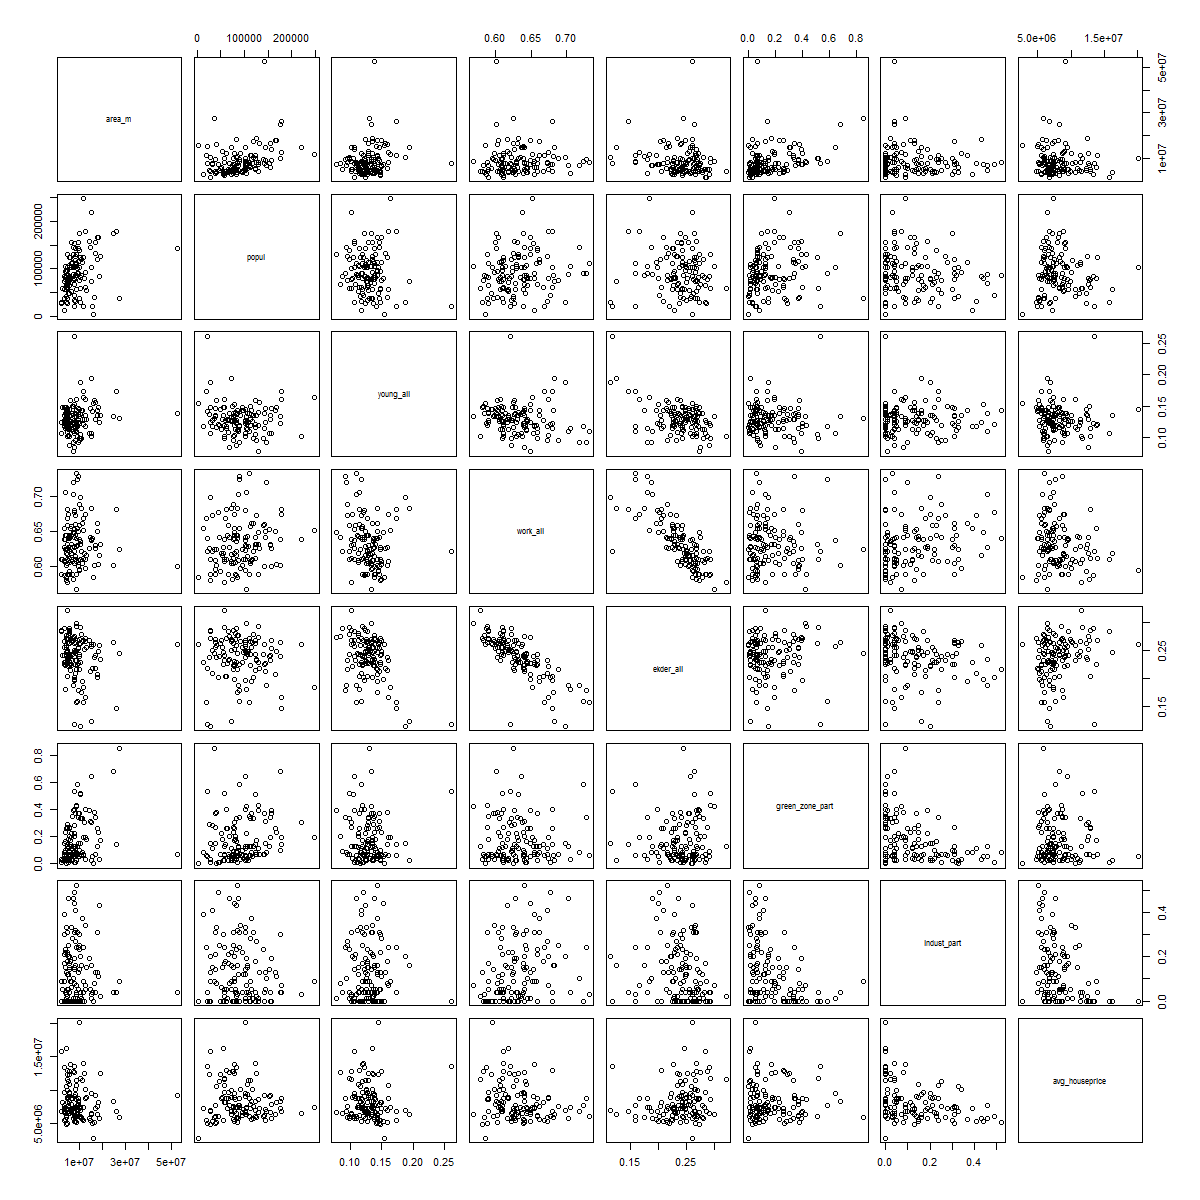 0 100000 200000 0.60 0.65 0.70 0.0 0.2 0.4 0.6 0.8 5.0e+06 1.5e+07
area_m 1e+07 3e+07 5e+07
0 100000 200000 popul
young_all 0.10 0.15 0.20 0.25
0.60 0.65 0.70 work_all
ekder_all 0.15 0.25
0.0 0.2 0.4 0.6 0.8 green_zone_part
indust_part 0.0 0.2 0.4
5.0e+06 1.5e+07 avg_houseprice
1e+07 3e+07 5e+07 0.10 0.15 0.20 0.25 0.15 0.25 0.0 0.2 0.4